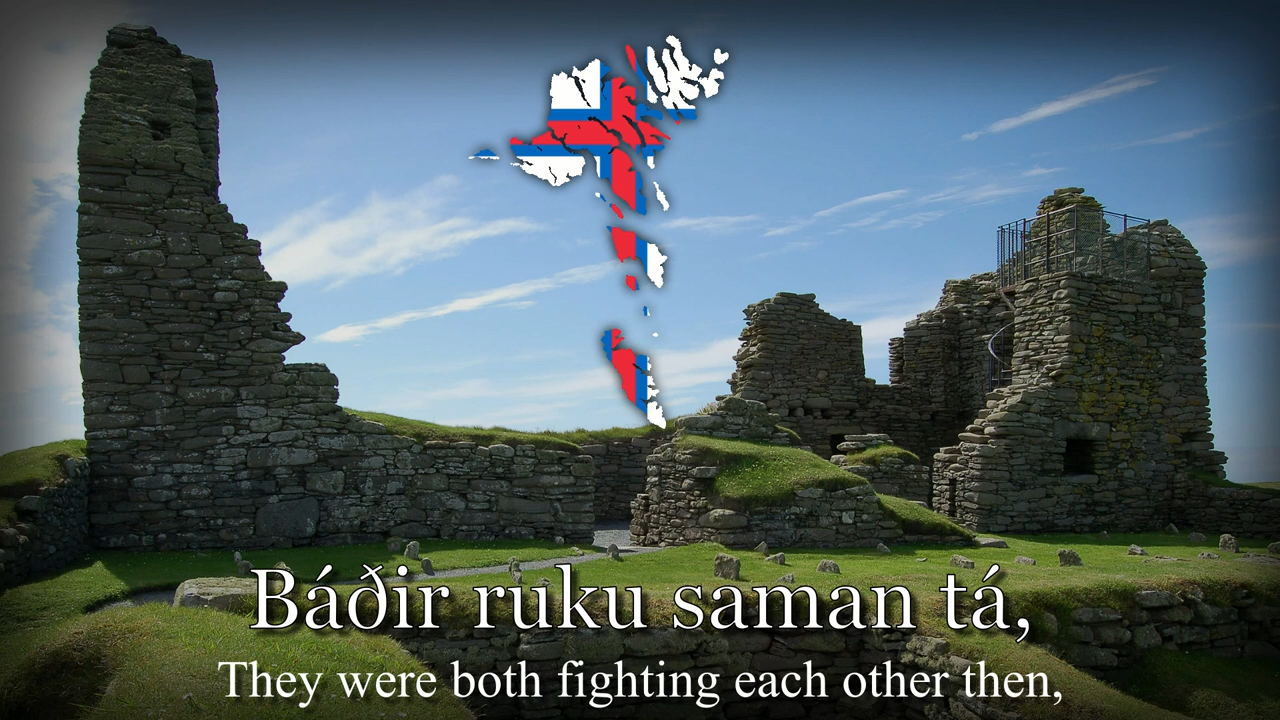 Báðir ruku saman tá,
They were both fighting each other then,